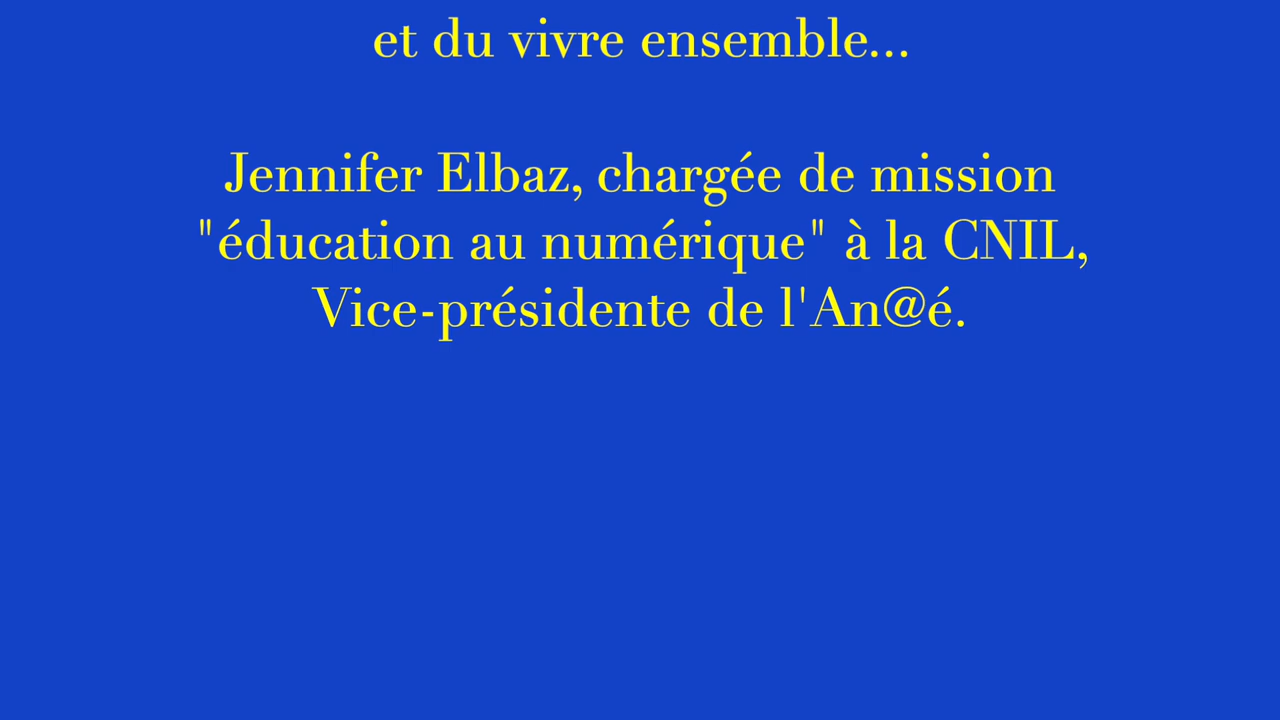 et du vivre ensemble...
Jennifer Elbaz, chargée de mission
"éducation au numérique" à la CNIL,
Vice-présidente de l'An@é.